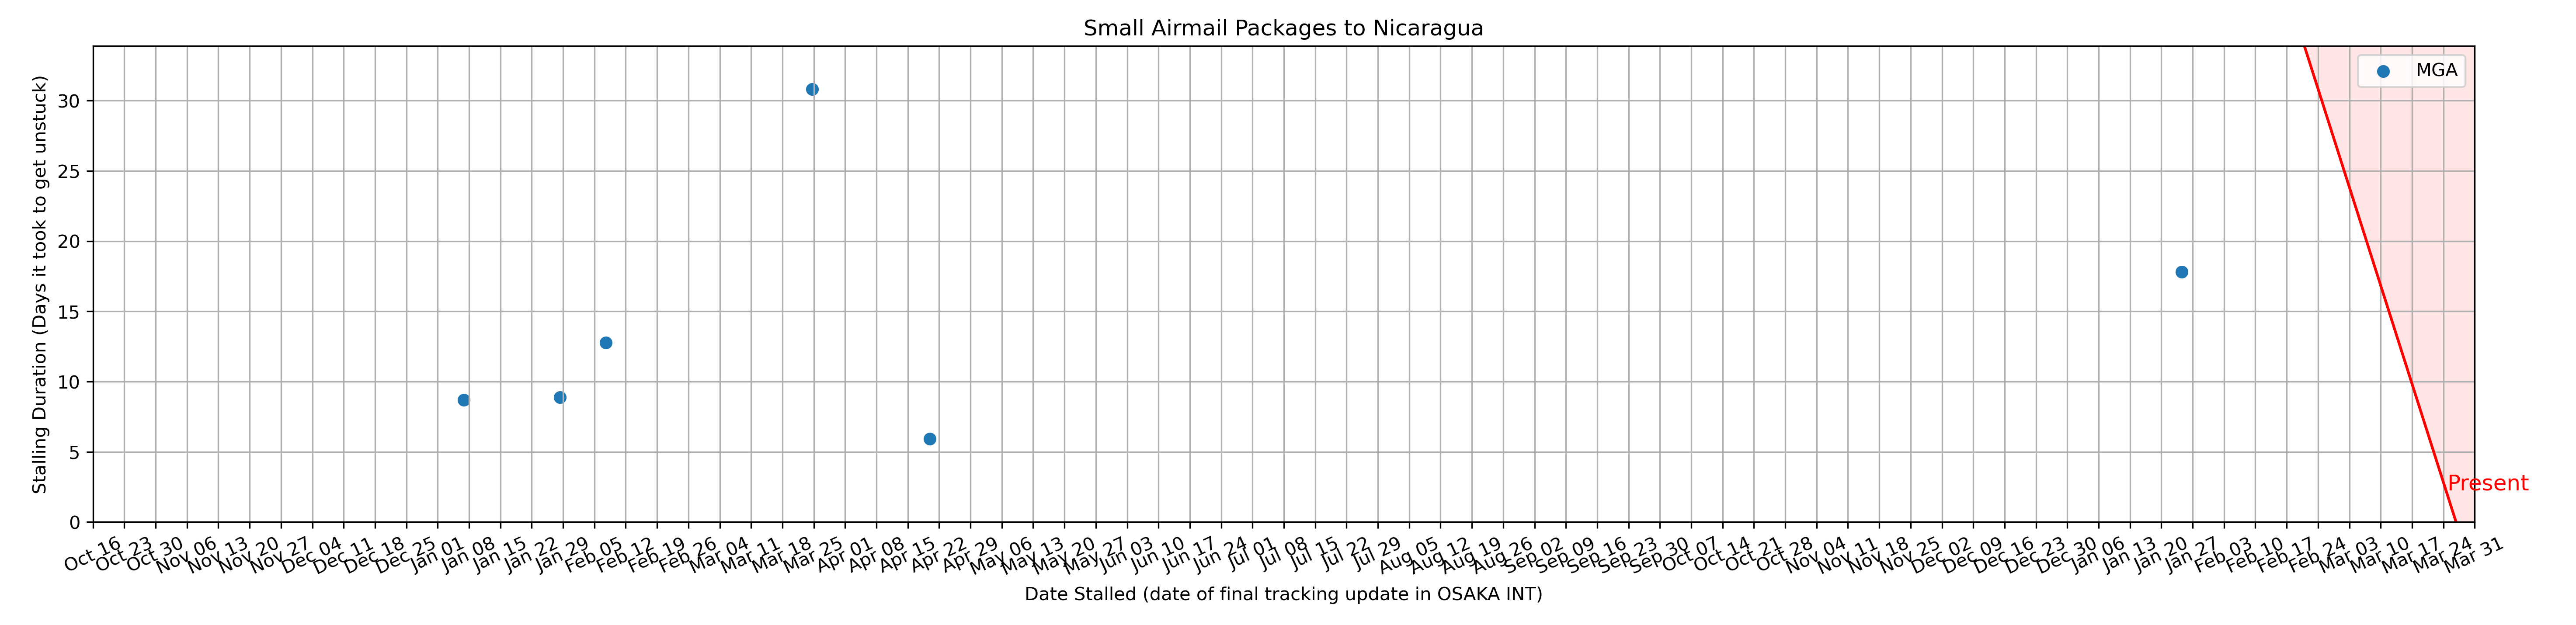 Small Airmail Packages to Nicaragua
MGA
Stalling Duration (Days it took to get unstuck)
30
25
20
15
10
5
0
Present
Oct 16 Oct 23 Oct 30 Nov 06 Nov 13 Nov 20 Nov 27 Dec 04 Dec 11 Dec 18 Dec 25 Jan 01 Jan 08 Jan 15 Jan 22 Jan 29 Feb 05 Feb 12 Feb 19 Feb 26 Mar 04 Mar 11 Mar 18 Mar 25 Apr 01 Apr 08 Apr 15 Apr 22 Apr 29 May 06 May 13 May 20 May 27 Jun 03 Jun 10 Jun 17 Jun 24 Jul 01 Jul 08 Jul 15 Jul 22 Jul 29 Aug 05 Aug 12 Aug 19 Aug 26 Sep 02 Sep 09 Sep 16 Sep 23 Sep 30 Oct 07 Oct 14 Oct 21 Oct 28 Nov 04 Nov 11 Nov 18 Nov 25 Dec 02 Dec 09 Dec 16 Dec 23 Dec 30 Jan 06 Jan 13 Jan 20 Jan 27 Feb 03 Feb 10 Feb 17 Feb 24 Mar 03 Mar 10 Mar 17 Mar 24 Mar 31
Date Stalled (date of final tracking update in OSAKA INT)